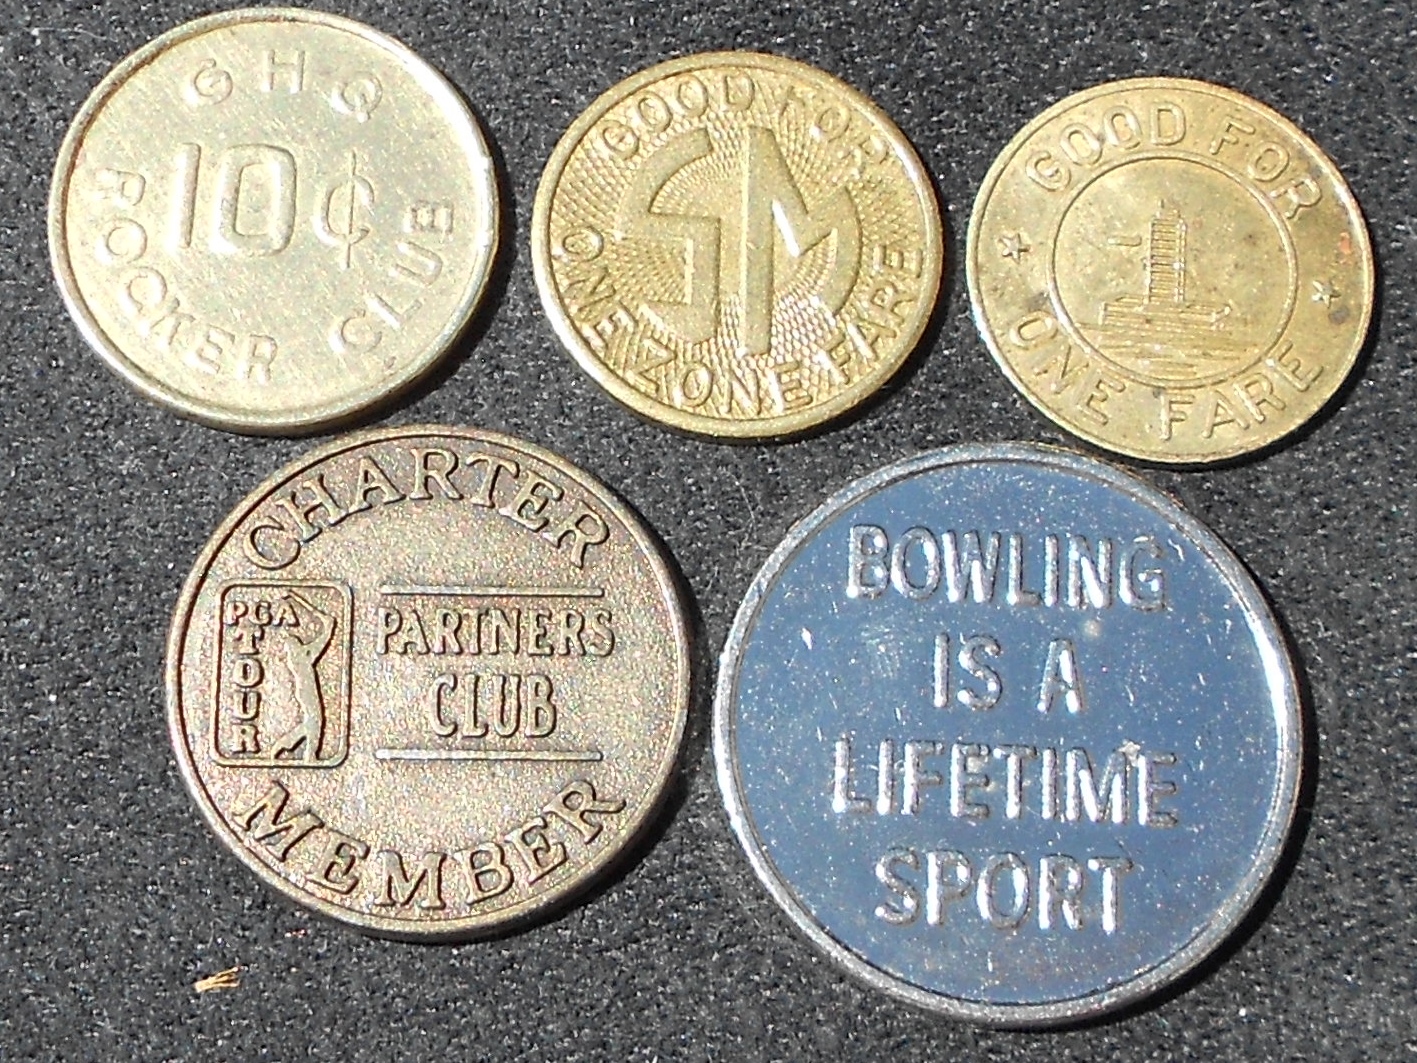 GHQ
10¢
ROCKER CLUB
GOOD FOR
SM
ONE ZONE FARE
GOOD FOR
ONE FARE
CHARTER
PGA
TOUR
PARTNERS
CLUB
MEMBER
BOWLING
IS A
LIFETIME
SPORT